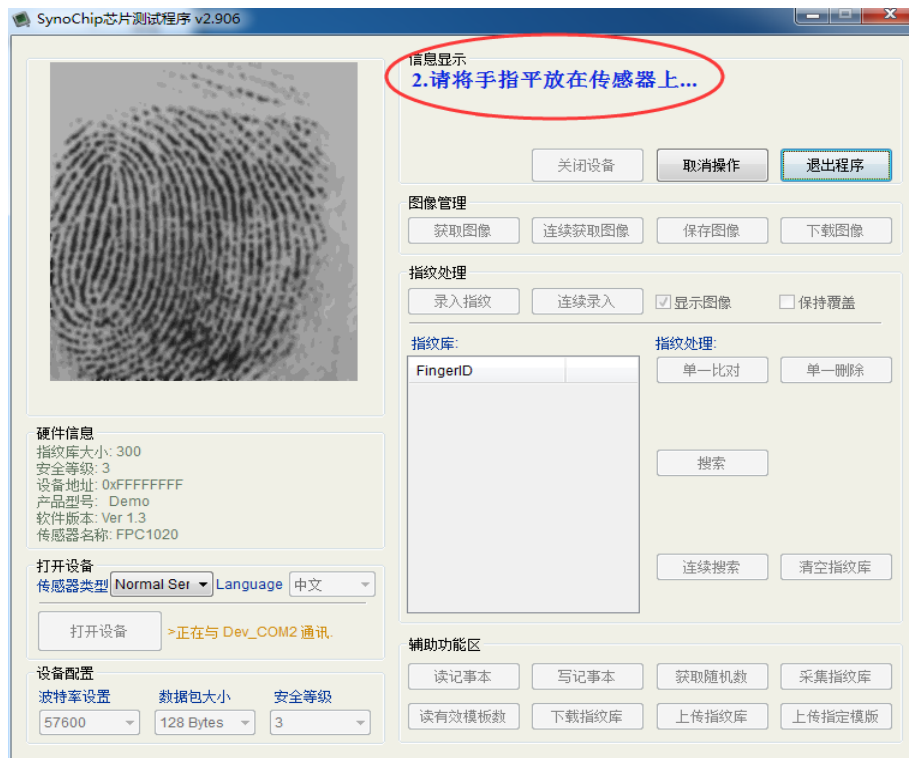 SynoChip芯片测试程序 v2.906
信息显示
2.请将手指平放在传感器上...
关闭设备 取消操作 退出程序
图像管理
获取图像 连续获取图像 保存图像 下载图像
指纹处理
录入指纹 连续录入 显示图像 保持覆盖
指纹库: 指纹处理:
FingerID
单一比对 单一删除
搜索
连续搜索 清空指纹库
硬件信息
指纹库大小: 300
安全等级: 3
设备地址: 0xFFFFFFFF
产品型号: Demo
软件版本: Ver 1.3
传感器名称: FPC1020
打开设备
传感器类型 Normal Ser Language 中文
打开设备 >正在与 Dev_COM2 通讯.
设备配置
波特率设置 数据包大小 安全等级
57600 128 Bytes 3
辅助功能区
读记事本 写记事本 获取随机数 采集指纹库
读有效模板数 下载指纹库 上传指纹库 上传指定模版